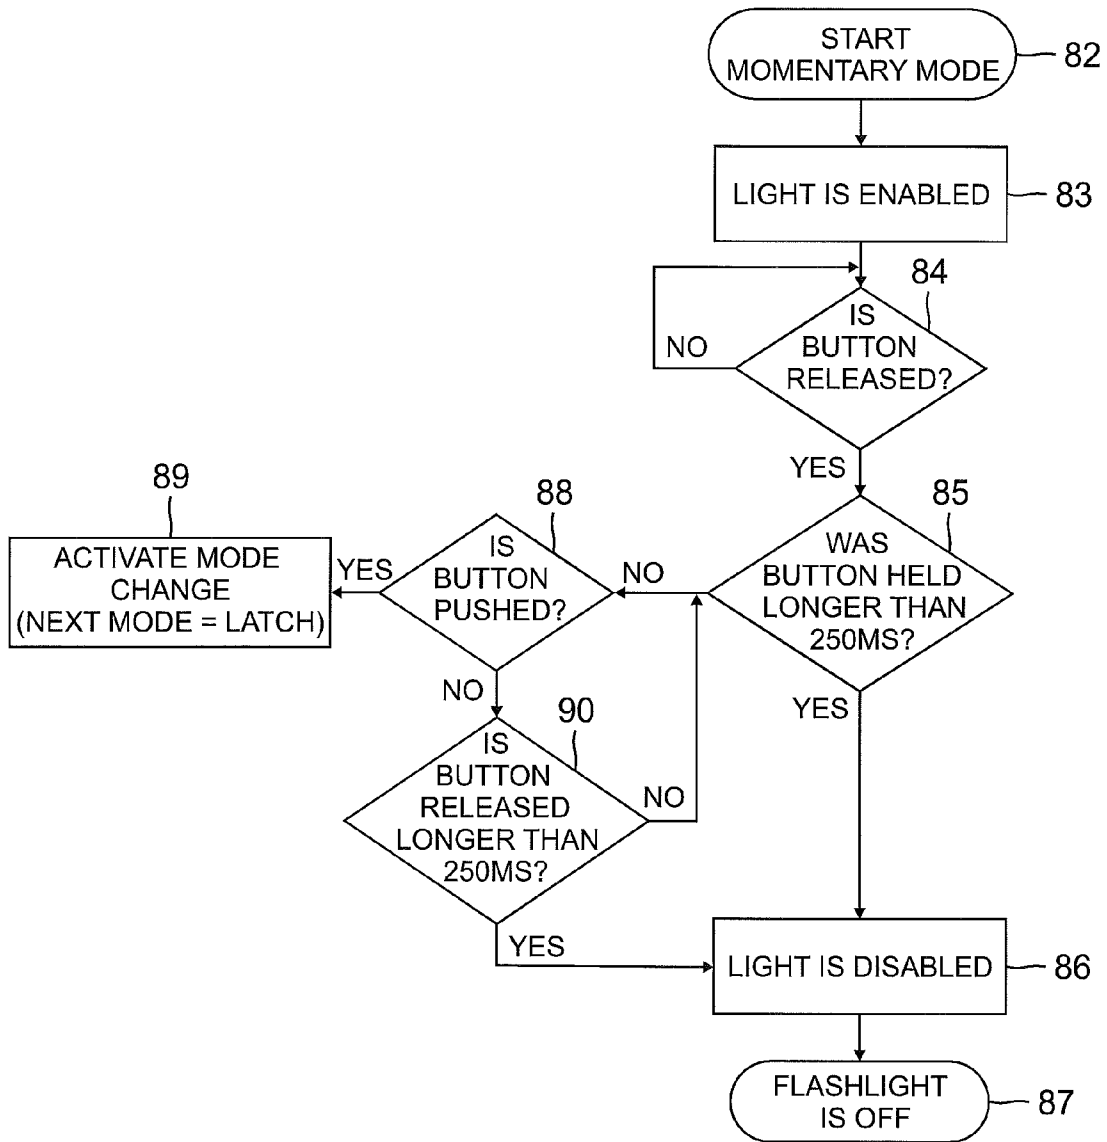 START
MOMENTARY MODE
82
LIGHT IS ENABLED
83
84
IS
BUTTON
RELEASED?
NO
YES
85
WAS
BUTTON HELD
LONGER THAN
250MS?
NO
YES
88
IS
BUTTON
PUSHED?
YES
NO
89
ACTIVATE MODE
CHANGE
(NEXT MODE = LATCH)
90
IS
BUTTON
RELEASED
LONGER THAN
250MS?
NO
YES
LIGHT IS DISABLED
86
FLASHLIGHT
IS OFF
87